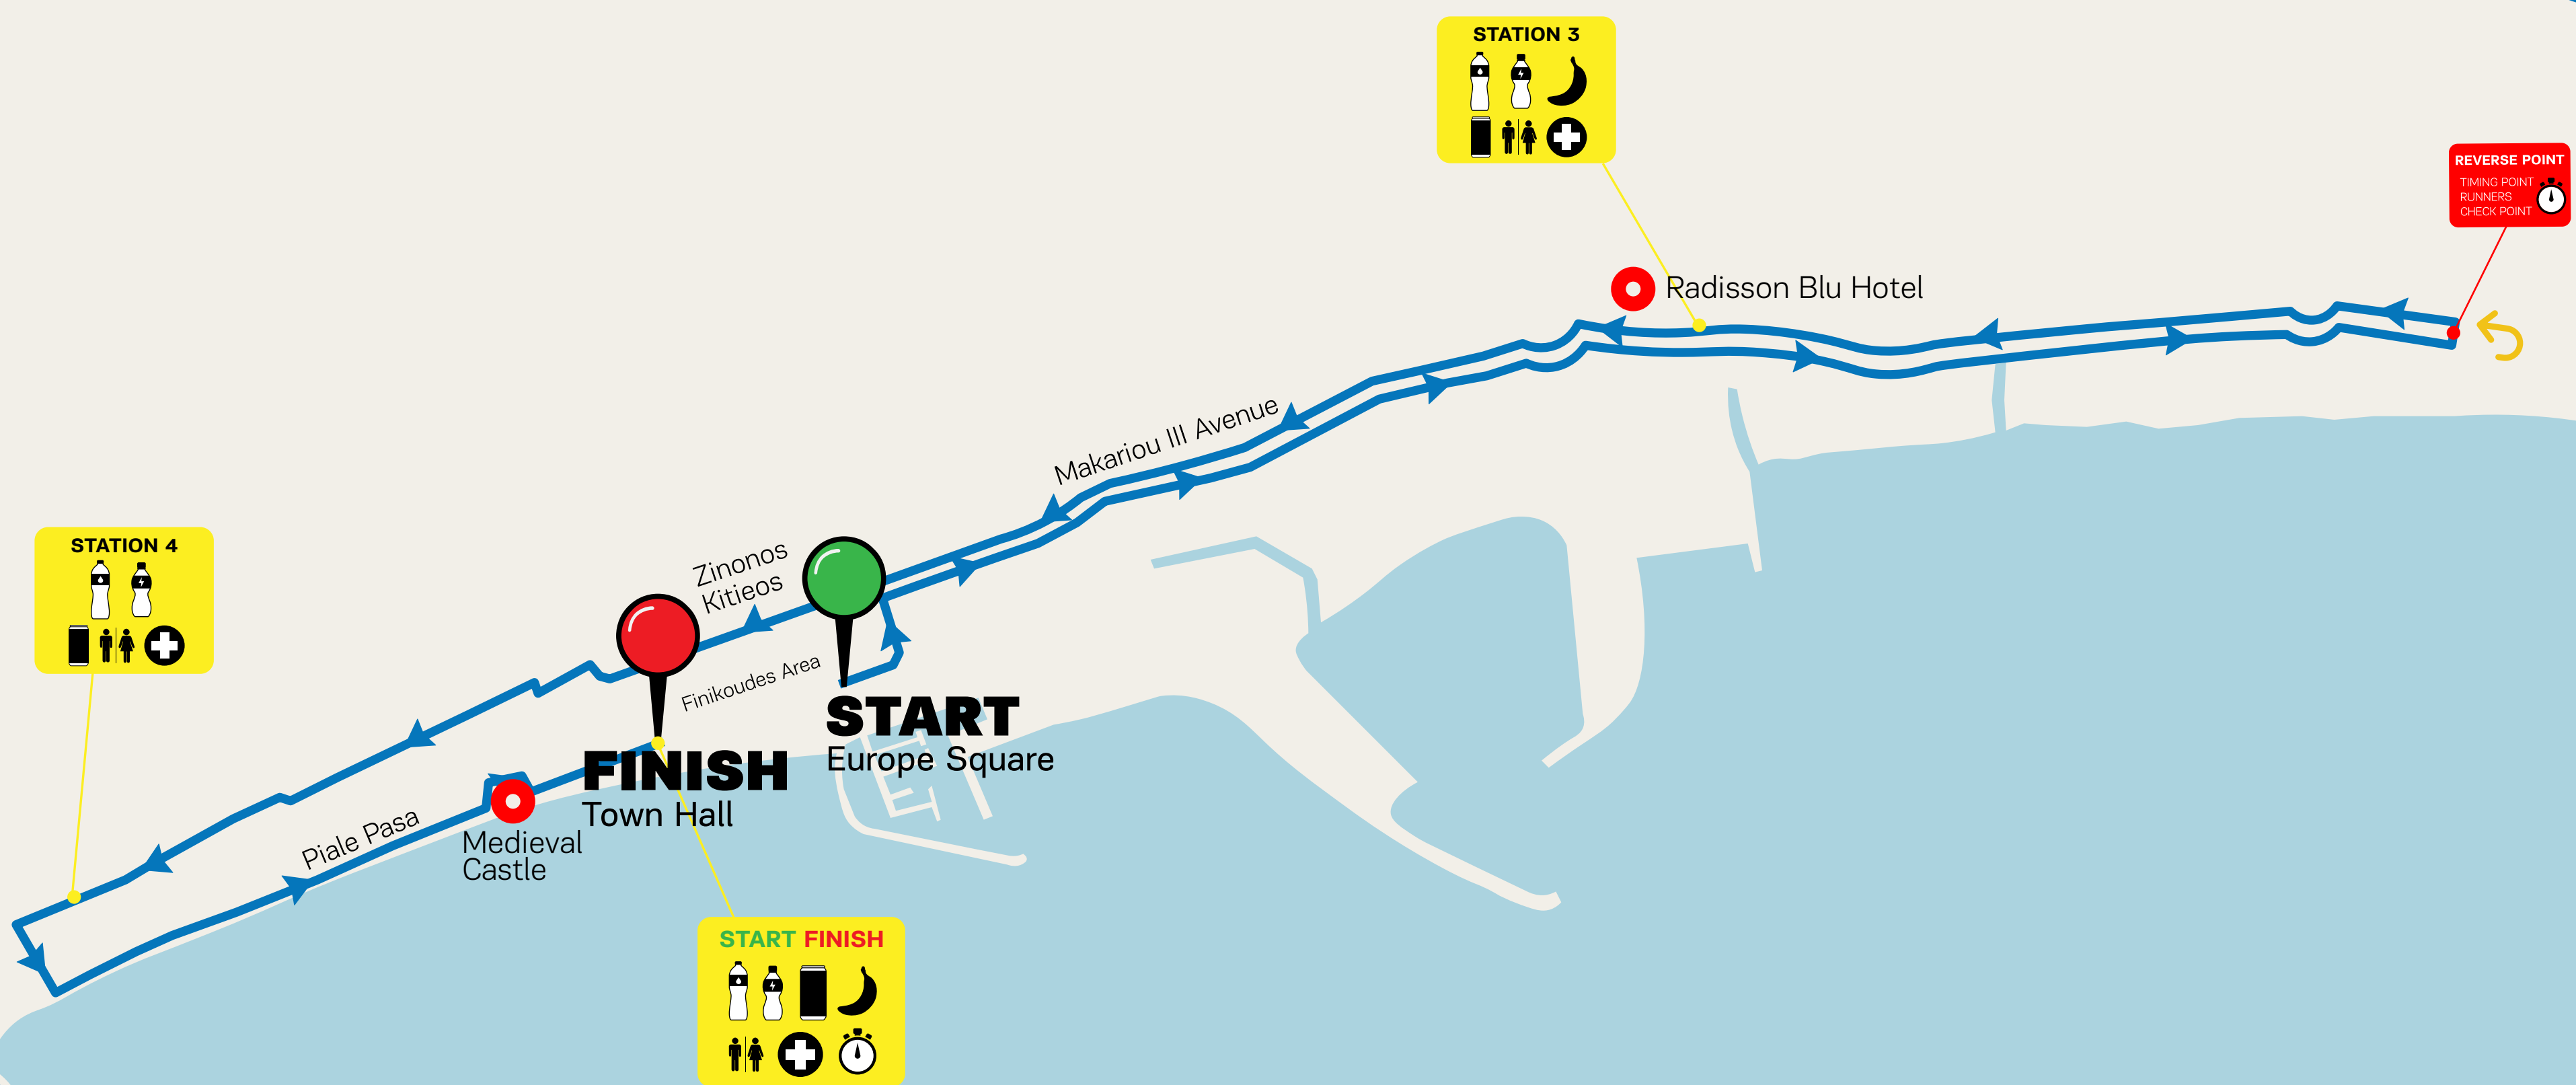 STATION 3
REVERSE POINT
TIMING POINT
RUNNERS
CHECK POINT
Radisson Blu Hotel
Makariou III Avenue
STATION 4
Zinonos
Kitieos
Finikoudes Area
START
Europe Square
FINISH
Town Hall
Piale Pasa
Medieval
Castle
START FINISH